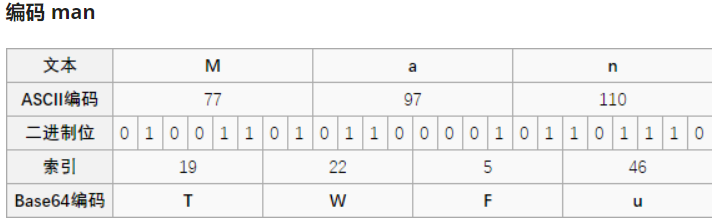 编码 man
文本 M a n
ASCII编码 77 97 110
二进制位 0 1 0 0 1 1 0 1 0 1 1 0 0 0 0 1 0 1 1 0 1 1 1 0
索引 19 22 5 46
Base64编码 T W F u